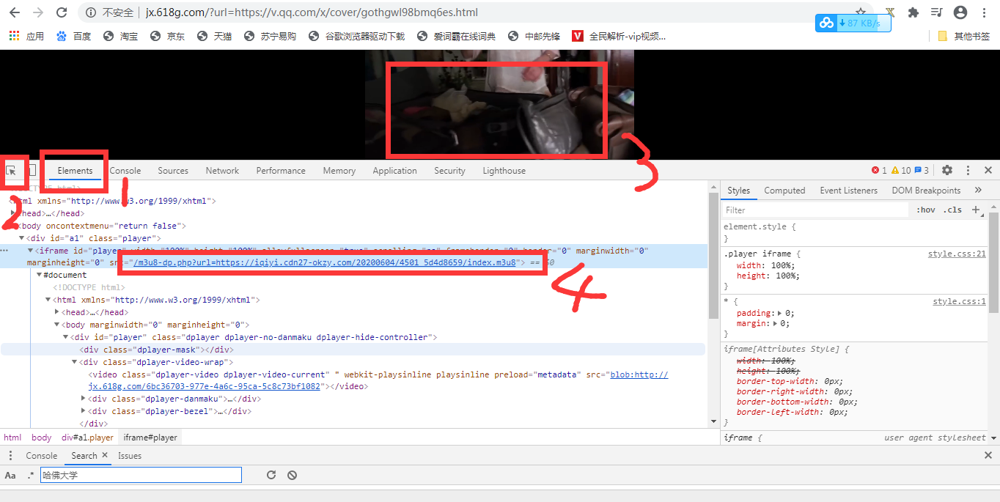 不安全 | jx.618g.com/?url=https://v.qq.com/x/cover/gothgwl98bmq6es.html
87 KB/s
应用 百度 淘宝 京东 天猫 苏宁易购 谷歌浏览器驱动下载 爱词霸在线词典 中邮先锋 全民解析-vip视频... 其他书签
3
Elements Console Sources Network Performance Memory Application Security Lighthouse 1 10 3
1
2
html>
html xmlns="http://www.w3.org/1999/xhtml">
head>…</head>
body oncontextmenu="return false">
<div id="a1" class="player">
<iframe id="player" width="100%" height="100%" allowfullscreen="true" scrolling="no" frameborder="0" border="0" marginwidth="0"
marginheight="0" src="/m3u8-dp.php?url=https://iqiyi.cdn27-okzy.com/20200604/4501_5d4d8659/index.m3u8"> == $0
4
#document
<!DOCTYPE html>
<html xmlns="http://www.w3.org/1999/xhtml">
<head>…</head>
<body marginwidth="0" marginheight="0">
<div id="player" class="dplayer dplayer-no-danmaku dplayer-hide-controller">
<div class="dplayer-mask"></div>
<div class="dplayer-video-wrap">
<video class="dplayer-video dplayer-video-current" " webkit-playsinline playsinline preload="metadata" src="blob:http://
jx.618g.com/6bc36703-977e-4a6c-95ca-5c8c73bf1082"></video>
<div class="dplayer-danmaku">…</div>
<div class="dplayer-bezel">…</div>
</div>
html body div#a1.player iframe#player
Styles Computed Event Listeners DOM Breakpoints »
Filter :hov .cls +
element.style {
}
.player iframe { style.css:21
width: 100%;
height: 100%;
}
* { style.css:1
padding: 0;
margin: 0;
}
iframe[Attributes Style] {
width: 100%;
height: 100%;
border-top-width: 0px;
border-right-width: 0px;
border-bottom-width: 0px;
border-left-width: 0px;
}
iframe { user agent stylesheet
Console Search × Issues
Aa .* 哈佛大学